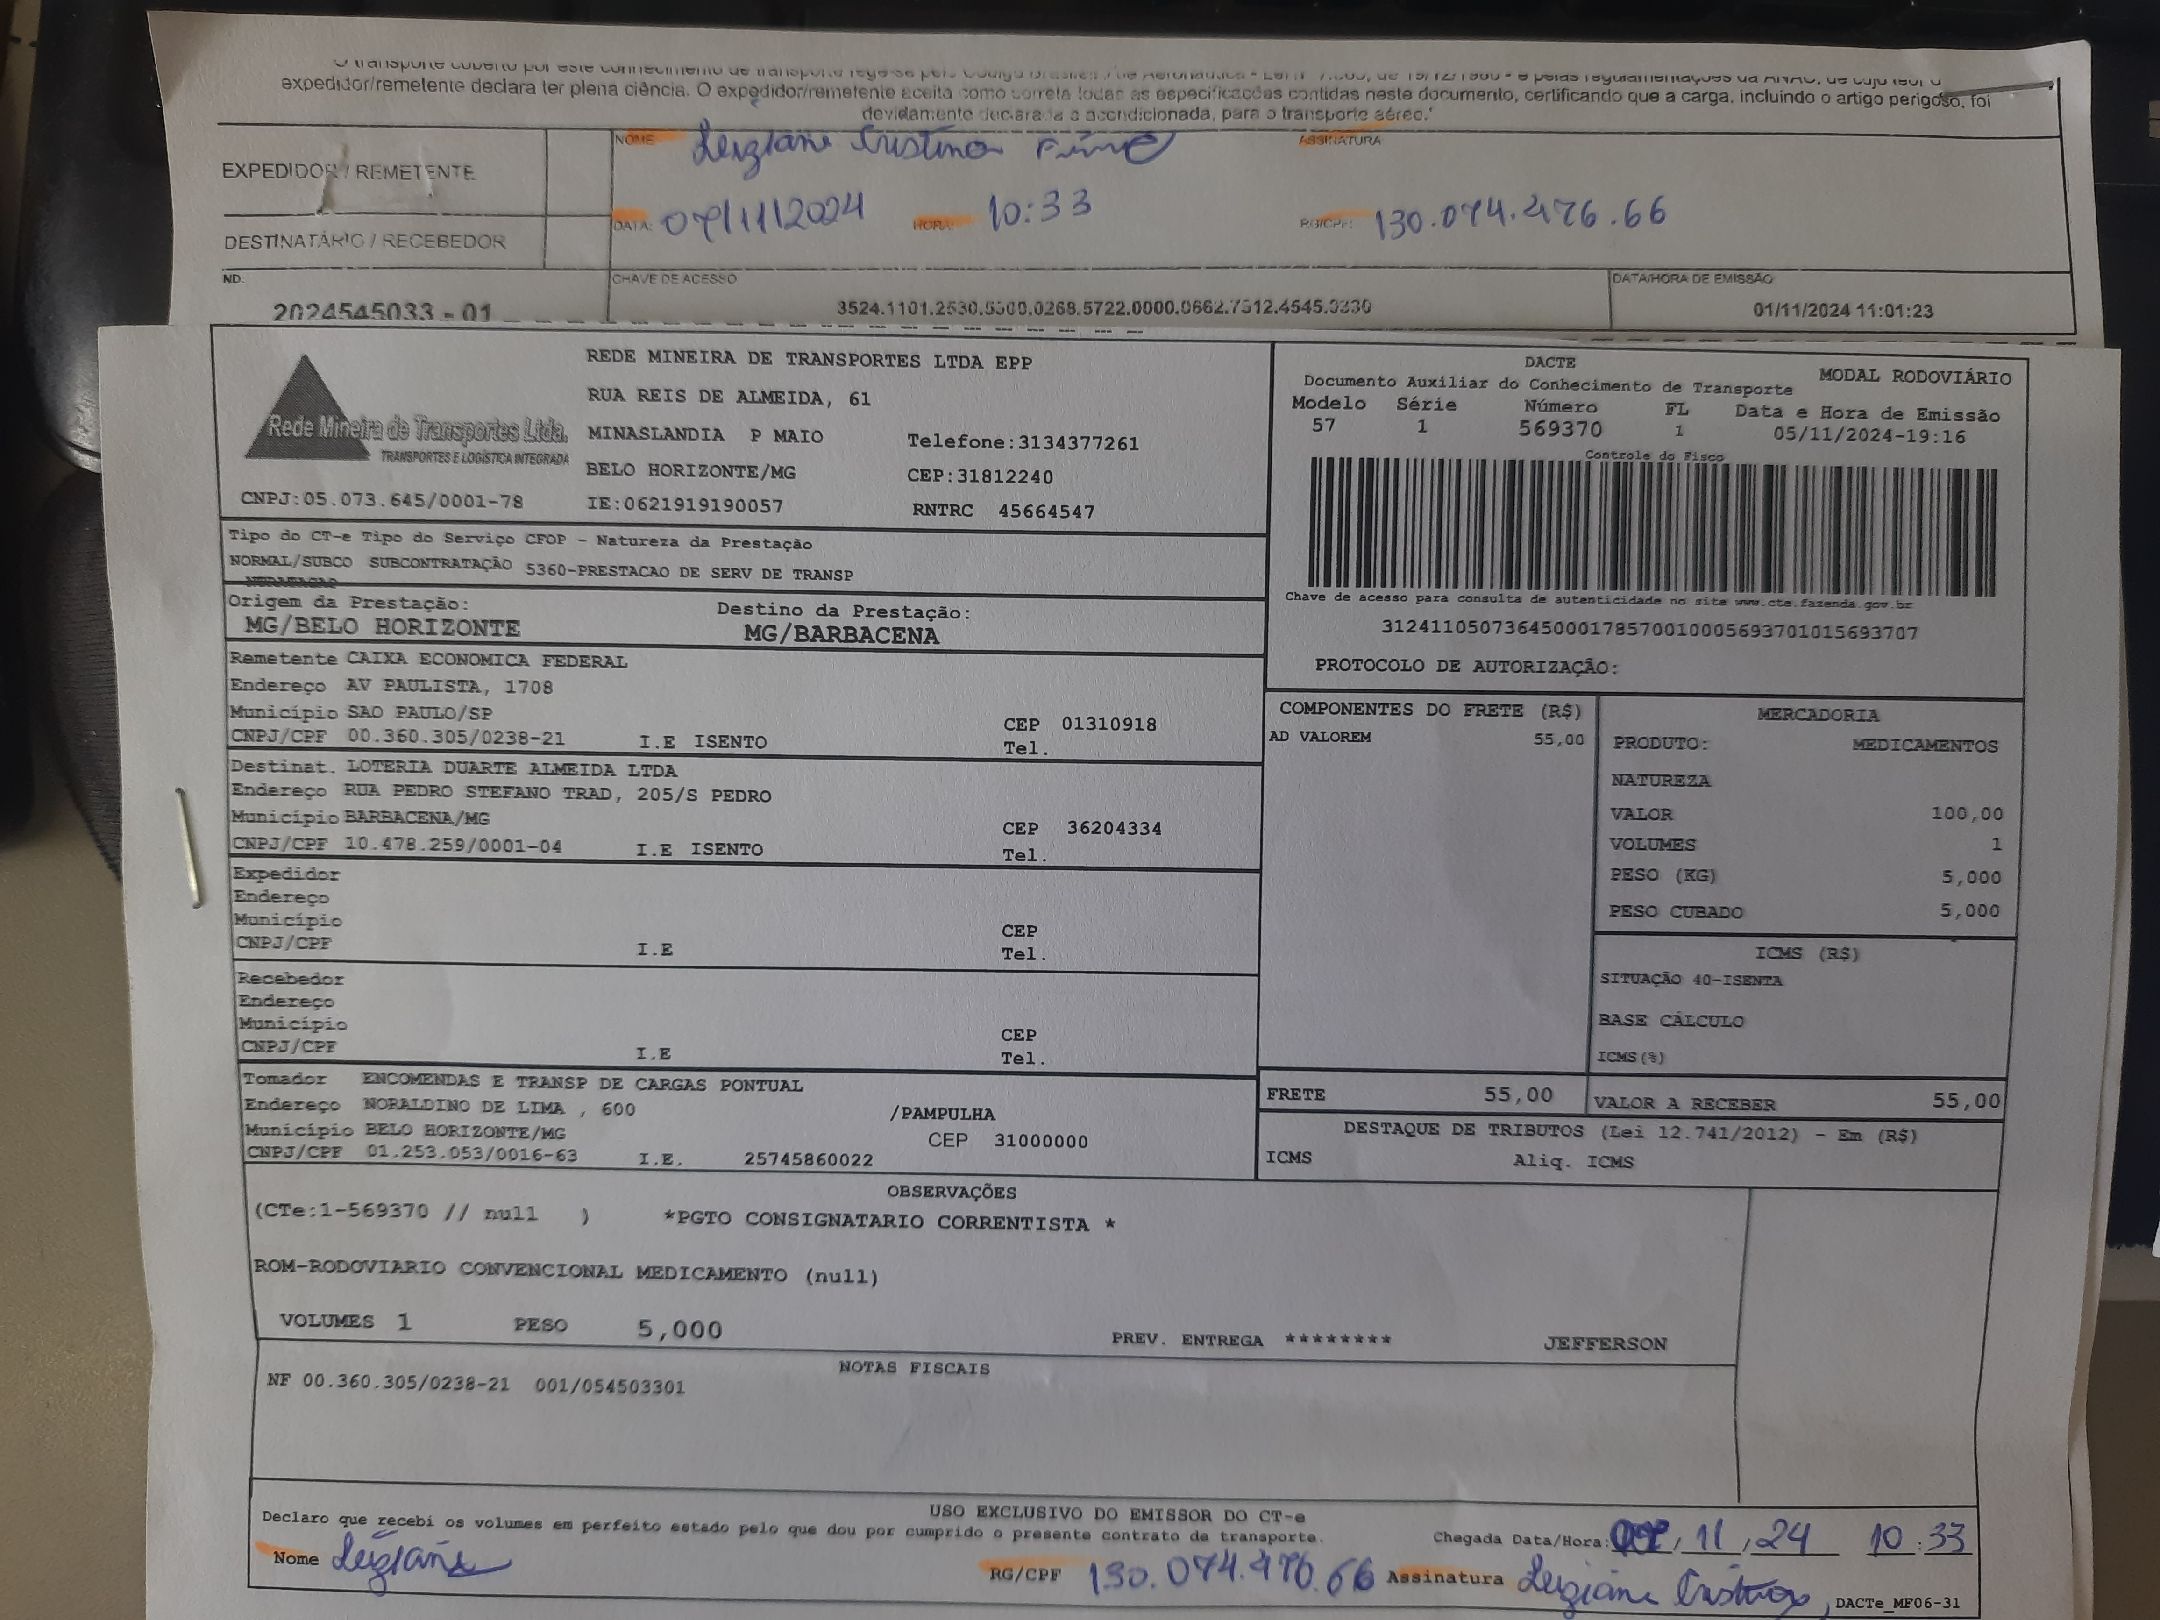 expedidor/remetente declara ter plena ciência. O expedidor/remetente aceita como correta todas as especificações contidas neste documento, certificando que a carga, incluindo o artigo perigoso, foi
devidamente declarada e acondicionada, para o transporte aéreo.'
EXPEDIDOR / REMETENTE
NOME
Cristina
ASSINATURA
DESTINATÁRIO / RECEBEDOR
DATA: 07/11/2024 HORA: 10:33 RG/CPF: 130.074.476.66
ND. CHAVE DE ACESSO DATA/HORA DE EMISSÃO
2024545033 - 01 01/11/2024 11:01:23
Rede Mineira de Transportes Ltda.
TRANSPORTES E LOGÍSTICA INTEGRADA
CNPJ:05.073.645/0001-78
REDE MINEIRA DE TRANSPORTES LTDA EPP
RUA REIS DE ALMEIDA, 61
MINASLANDIA P MAIO Telefone:3134377261
BELO HORIZONTE/MG CEP:31812240
IE:0621919190057 RNTRC 45664547
DACTE
MODAL RODOVIÁRIO
Documento Auxiliar do Conhecimento de Transporte
Modelo Série Número FL Data e Hora de Emissão
57 1 569370 1 05/11/2024-19:16
Controle do Fisco
Chave de acesso para consulta de autenticidade no site www.cte.fazenda.gov.br
31241105073645000178570010005693701015693707
PROTOCOLO DE AUTORIZAÇÃO:
Tipo do CT-e Tipo do Serviço CFOP - Natureza da Prestação
NORMAL/SUBCO SUBCONTRATAÇÃO 5360-PRESTACAO DE SERV DE TRANSP
Origem da Prestação: Destino da Prestação:
MG/BELO HORIZONTE MG/BARBACENA
Remetente CAIXA ECONOMICA FEDERAL
Endereço AV PAULISTA, 1708
Município SAO PAULO/SP CEP 01310918
CNPJ/CPF 00.360.305/0238-21 I.E ISENTO Tel.
Destinat. LOTERIA DUARTE ALMEIDA LTDA
Endereço RUA PEDRO STEFANO TRAD, 205/S PEDRO
Município BARBACENA/MG CEP 36204334
CNPJ/CPF 10.478.259/0001-04 I.E ISENTO Tel.
Expedidor
Endereço
Município CEP
CNPJ/CPF I.E Tel.
Recebedor
Endereço
Município CEP
CNPJ/CPF I.E Tel.
Tomador ENCOMENDAS E TRANSP DE CARGAS PONTUAL
Endereço NORALDINO DE LIMA , 600 /PAMPULHA
Município BELO HORIZONTE/MG CEP 31000000
CNPJ/CPF 01.253.053/0016-63 I.E. 25745860022
COMPONENTES DO FRETE (R$)
AD VALOREM 55,00
MERCADORIA
PRODUTO: MEDICAMENTOS
NATUREZA
VALOR 100,00
VOLUMES 1
PESO (KG) 5,000
PESO CUBADO 5,000
ICMS (R$)
SITUAÇÃO 40-ISENTA
BASE CÁLCULO
ICMS(%)
FRETE 55,00 VALOR A RECEBER 55,00
DESTAQUE DE TRIBUTOS (Lei 12.741/2012) - Em (R$)
ICMS Aliq. ICMS
OBSERVAÇÕES
(CTe:1-569370 // null ) *PGTO CONSIGNATARIO CORRENTISTA *
ROM-RODOVIARIO CONVENCIONAL MEDICAMENTO (null)
VOLUMES 1 PESO 5,000 PREV. ENTREGA ******** JEFFERSON
NOTAS FISCAIS
NF 00.360.305/0238-21 001/054503301
USO EXCLUSIVO DO EMISSOR DO CT-e
Declaro que recebi os volumes em perfeito estado pelo que dou por cumprido o presente contrato de transporte. Chegada Data/Hora: 07/11/24 10:33
Nome RG/CPF 130.074.476.66 Assinatura DACTe_MF06-31